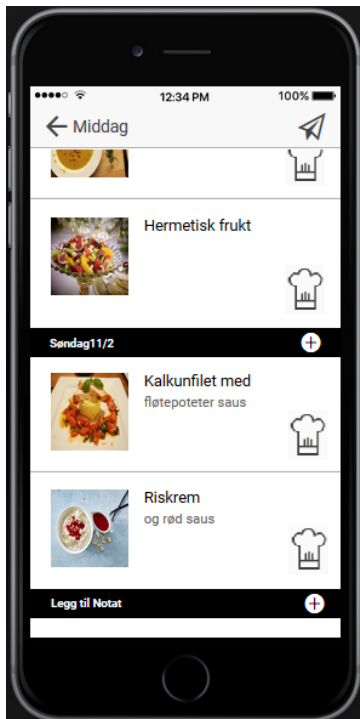 12:34 PM
100%
Middag
Hermetisk frukt
Søndag11/2
Kalkunfilet med
fløtepoteter saus
Riskrem
og rød saus
Legg til Notat